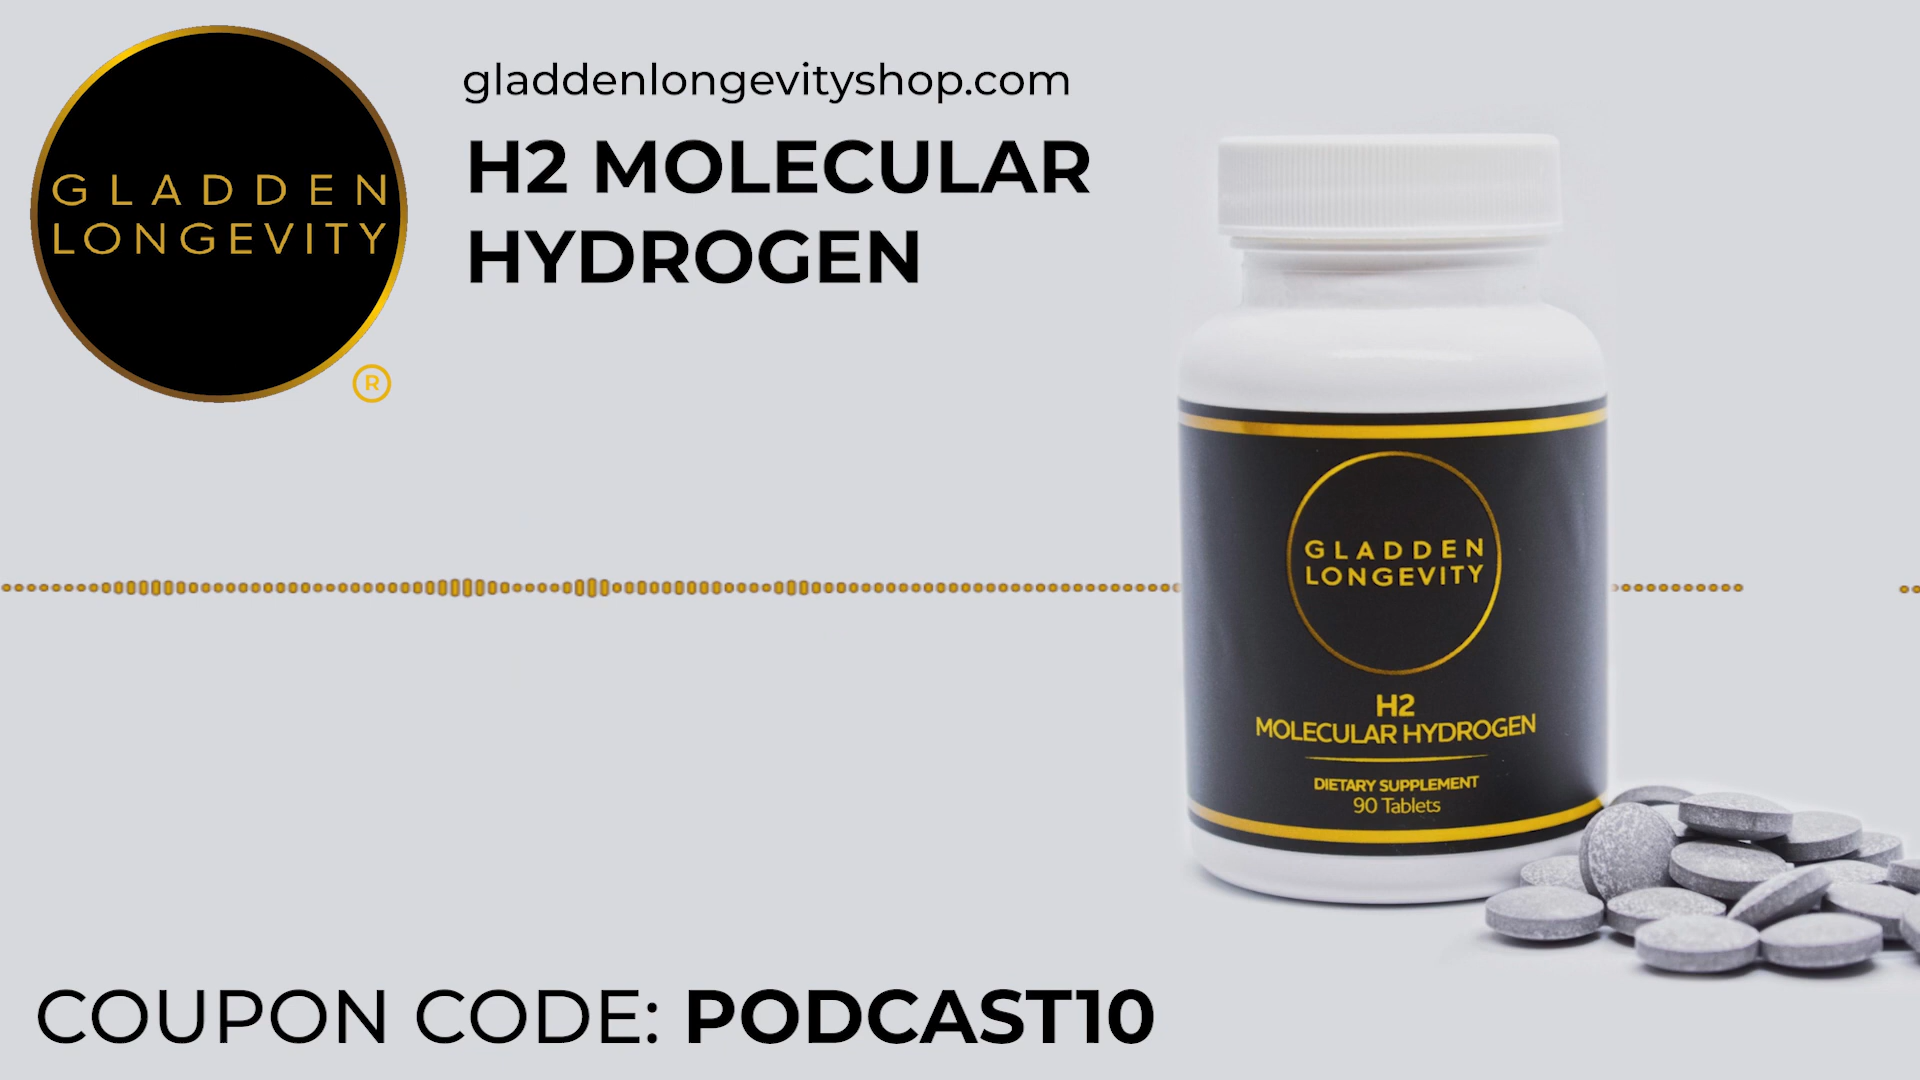 GLADDEN
LONGEVITY
®
gladdenlongevityshop.com
H2 MOLECULAR
HYDROGEN
GLADDEN
LONGEVITY
H2
MOLECULAR HYDROGEN
DIETARY SUPPLEMENT
90 Tablets
COUPON CODE: PODCAST10